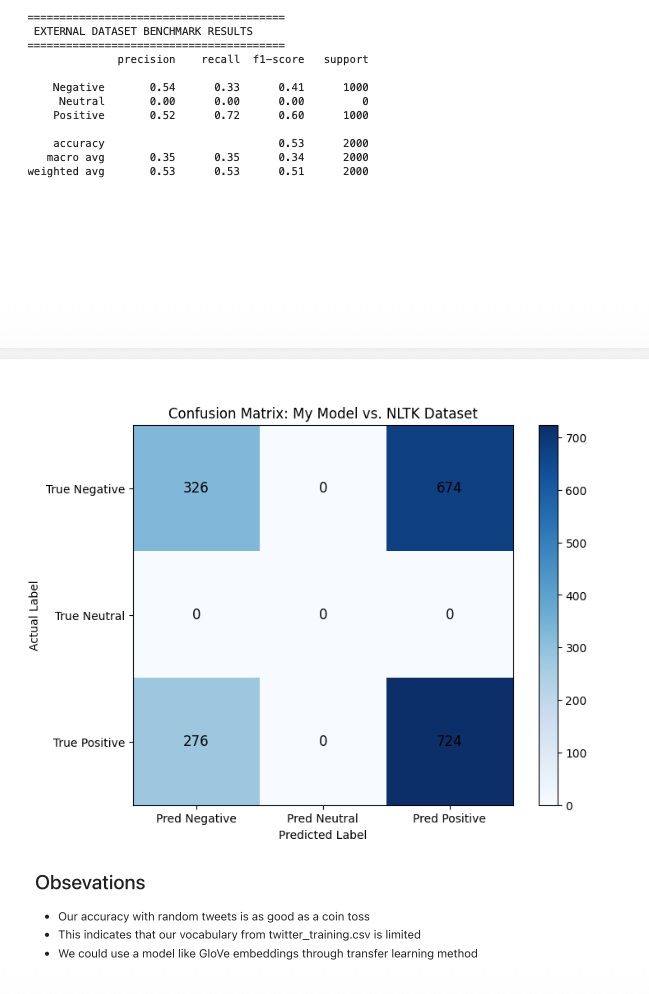 ========================================
EXTERNAL DATASET BENCHMARK RESULTS
========================================
precision recall f1-score support
Negative 0.54 0.33 0.41 1000
Neutral 0.00 0.00 0.00 0
Positive 0.52 0.72 0.60 1000
accuracy 0.53 2000
macro avg 0.35 0.35 0.34 2000
weighted avg 0.53 0.53 0.51 2000
Confusion Matrix: My Model vs. NLTK Dataset
Actual Label
True Negative 326 0 674
True Neutral 0 0 0
True Positive 276 0 724
Pred Negative Pred Neutral Pred Positive
Predicted Label
700
600
500
400
300
200
100
0
Obsevations
• Our accuracy with random tweets is as good as a coin toss
• This indicates that our vocabulary from twitter_training.csv is limited
• We could use a model like GloVe embeddings through transfer learning method